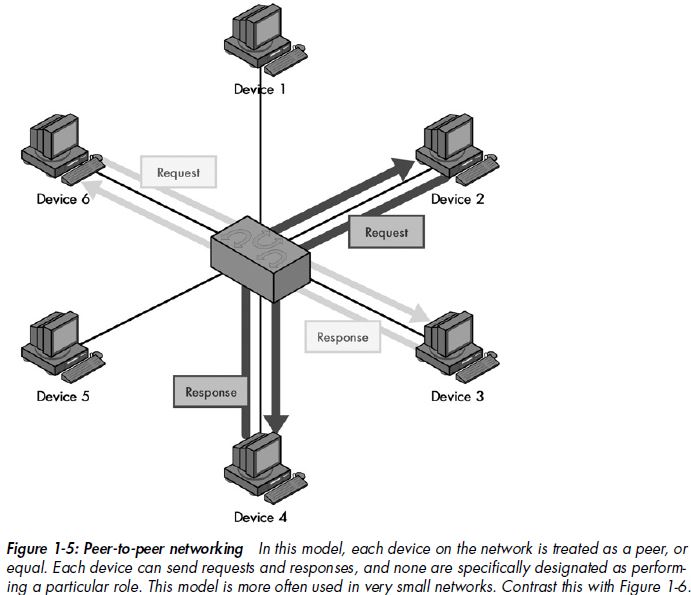 Device 1
Device 6
Request
Device 2
Request
Response
Device 5
Response
Device 3
Device 4
Figure 1-5: Peer-to-peer networking In this model, each device on the network is treated as a peer, or
equal. Each device can send requests and responses, and none are specifically designated as perform-
ing a particular role. This model is more often used in very small networks. Contrast this with Figure 1-6.